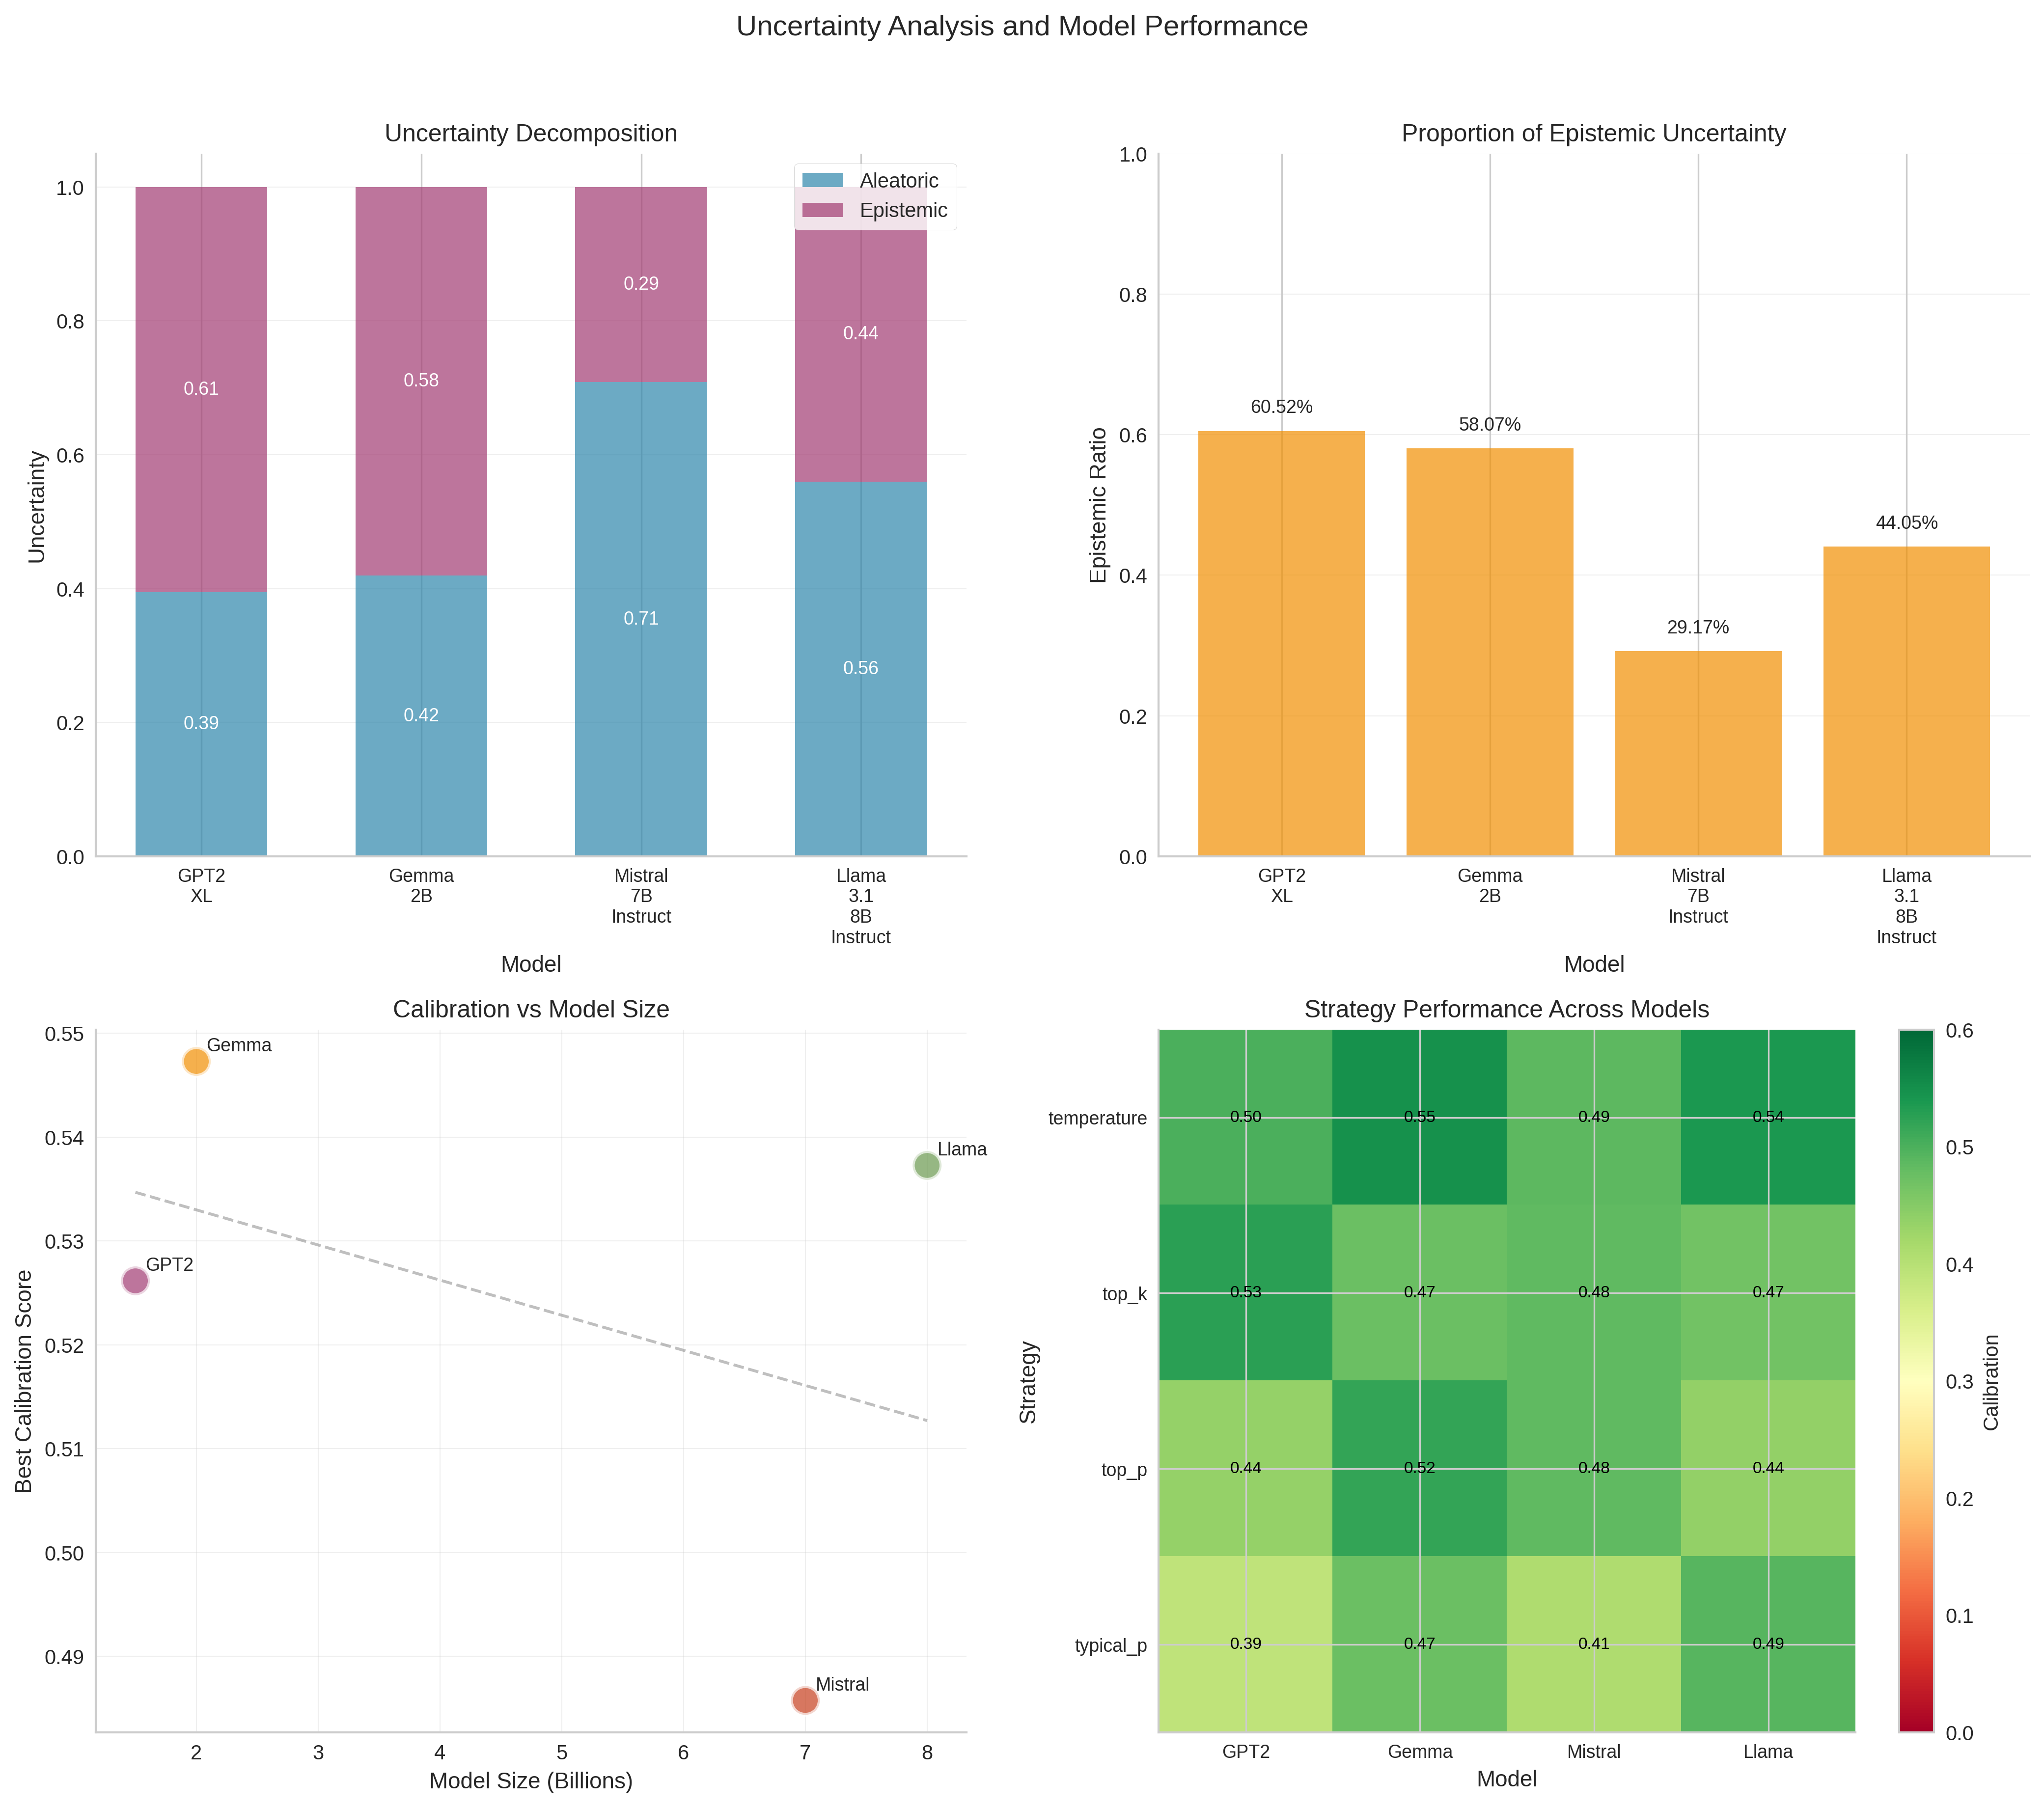 Uncertainty Analysis and Model Performance
Uncertainty Decomposition
Uncertainty
1.0
0.8
0.6
0.4
0.2
0.0
Aleatoric
Epistemic
0.61
0.58
0.29
0.44
0.39
0.42
0.71
0.56
GPT2
XL
Gemma
2B
Mistral
7B
Instruct
Llama
3.1
8B
Instruct
Model
Proportion of Epistemic Uncertainty
Epistemic Ratio
1.0
0.8
0.6
0.4
0.2
0.0
60.52%
58.07%
29.17%
44.05%
GPT2
XL
Gemma
2B
Mistral
7B
Instruct
Llama
3.1
8B
Instruct
Model
Calibration vs Model Size
Best Calibration Score
0.55
0.54
0.53
0.52
0.51
0.50
0.49
Gemma
Llama
GPT2
Mistral
2
3
4
5
6
7
8
Model Size (Billions)
Strategy Performance Across Models
Strategy
temperature
0.50
0.55
0.49
0.54
top_k
0.53
0.47
0.48
0.47
top_p
0.44
0.52
0.48
0.44
typical_p
0.39
0.47
0.41
0.49
GPT2
Gemma
Mistral
Llama
Model
0.6
0.5
0.4
0.3
0.2
0.1
0.0
Calibration